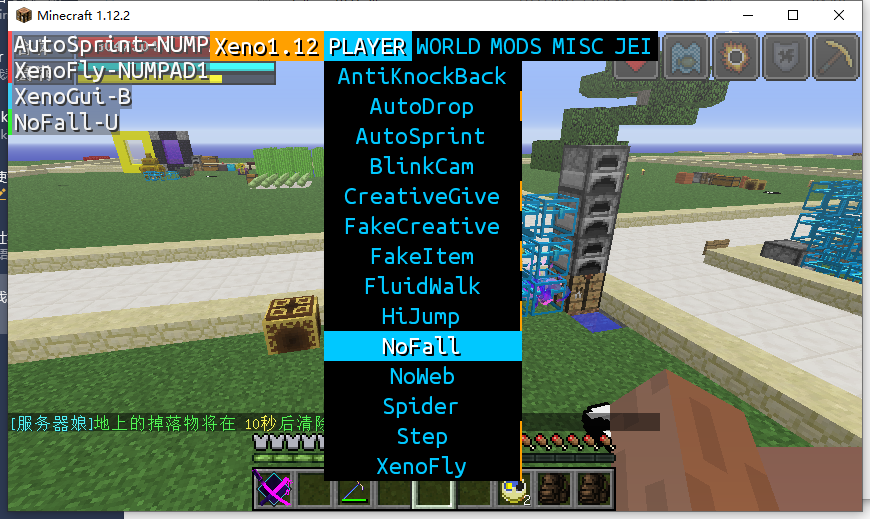 Minecraft 1.12.2
AutoSprint-NUMP
XenoFly-NUMPAD1
XenoGui-B
NoFall-U
Xeno1.12 PLAYER WORLD MODS MISC JEI
AntiKnockBack
AutoDrop
AutoSprint
BlinkCam
CreativeGive
FakeCreative
FakeItem
FluidWalk
HiJump
NoFall
NoWeb
Spider
Step
XenoFly
[服务器娘]地上的掉落物将在 10秒后清除
2